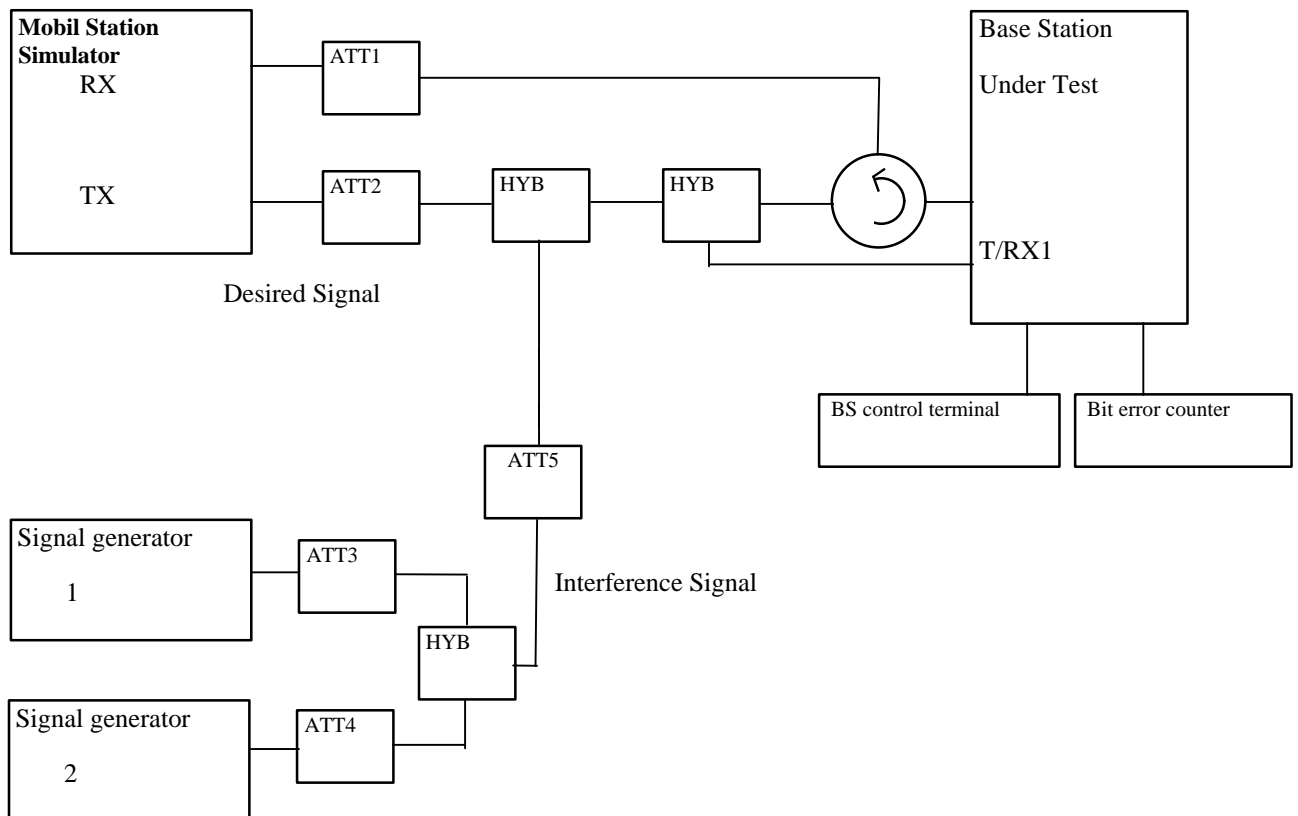 Mobil Station
Simulator
RX
TX
ATT1
ATT2
HYB
HYB
Base Station
Under Test
T/RX1
Desired Signal
BS control terminal
Bit error counter
ATT5
Signal generator
1
ATT3
Interference Signal
HYB
Signal generator
2
ATT4